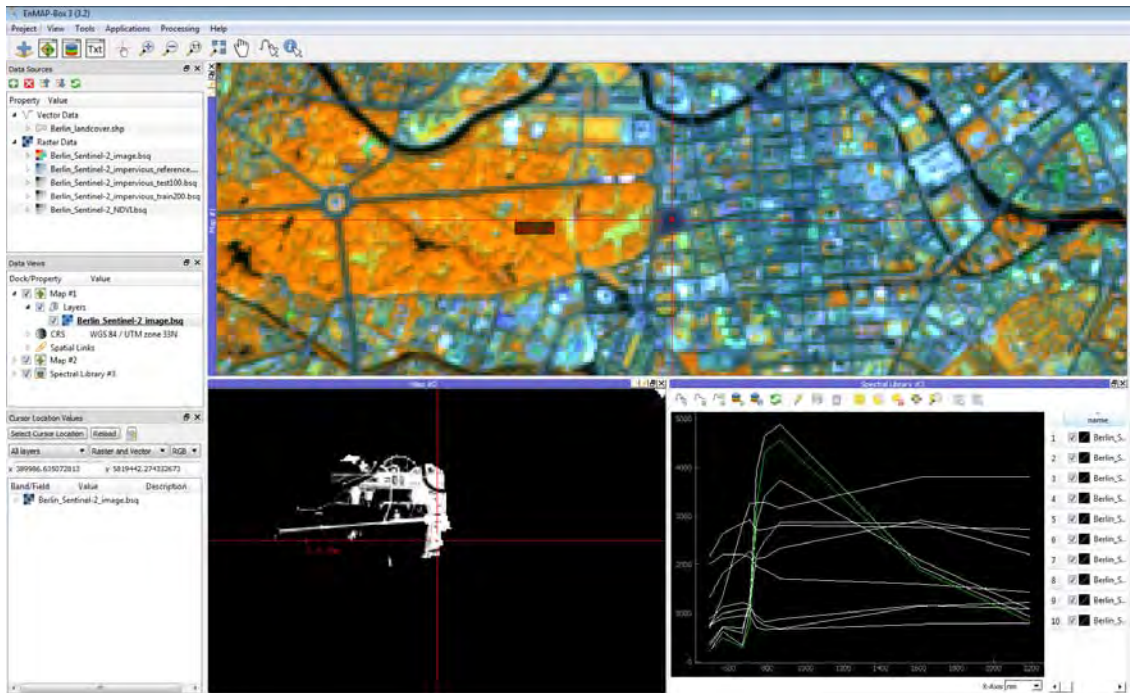 EnMAP-Box 3 (3.2)
Project View Tools Applications Processing Help
Txt
Data Sources
Property Value
Vector Data
Berlin_landcover.shp
Raster Data
Berlin_Sentinel-2_image.bsq
Berlin_Sentinel-2_impervious_reference....
Berlin_Sentinel-2_impervious_test100.bsq
Berlin_Sentinel-2_impervious_train200.bsq
Berlin_Sentinel-2_NDVI.bsq
Data Views
Dock/Property Value
Map #1
Layers
Berlin_Sentinel-2_image.bsq
CRS WGS 84 / UTM zone 33N
Spatial Links
Map #2
Spectral Library #3
Cursor Location Values
Select Cursor Location Reload
All layers Raster and Vector RGB
x 389986.635072813 y 5819442.274332673
Band/Field Value Description
Berlin_Sentinel-2_image.bsq
Map #1
Map #2
Spectral Library #3
5000
4000
3000
2000
1000
0
600 800 1000 1200 1400 1600 1800 2000 2200
X-Axis nm
name
1 Berlin_S...
2 Berlin_S...
3 Berlin_S...
4 Berlin_S...
5 Berlin_S...
6 Berlin_S...
7 Berlin_S...
8 Berlin_S...
9 Berlin_S...
10 Berlin_S...